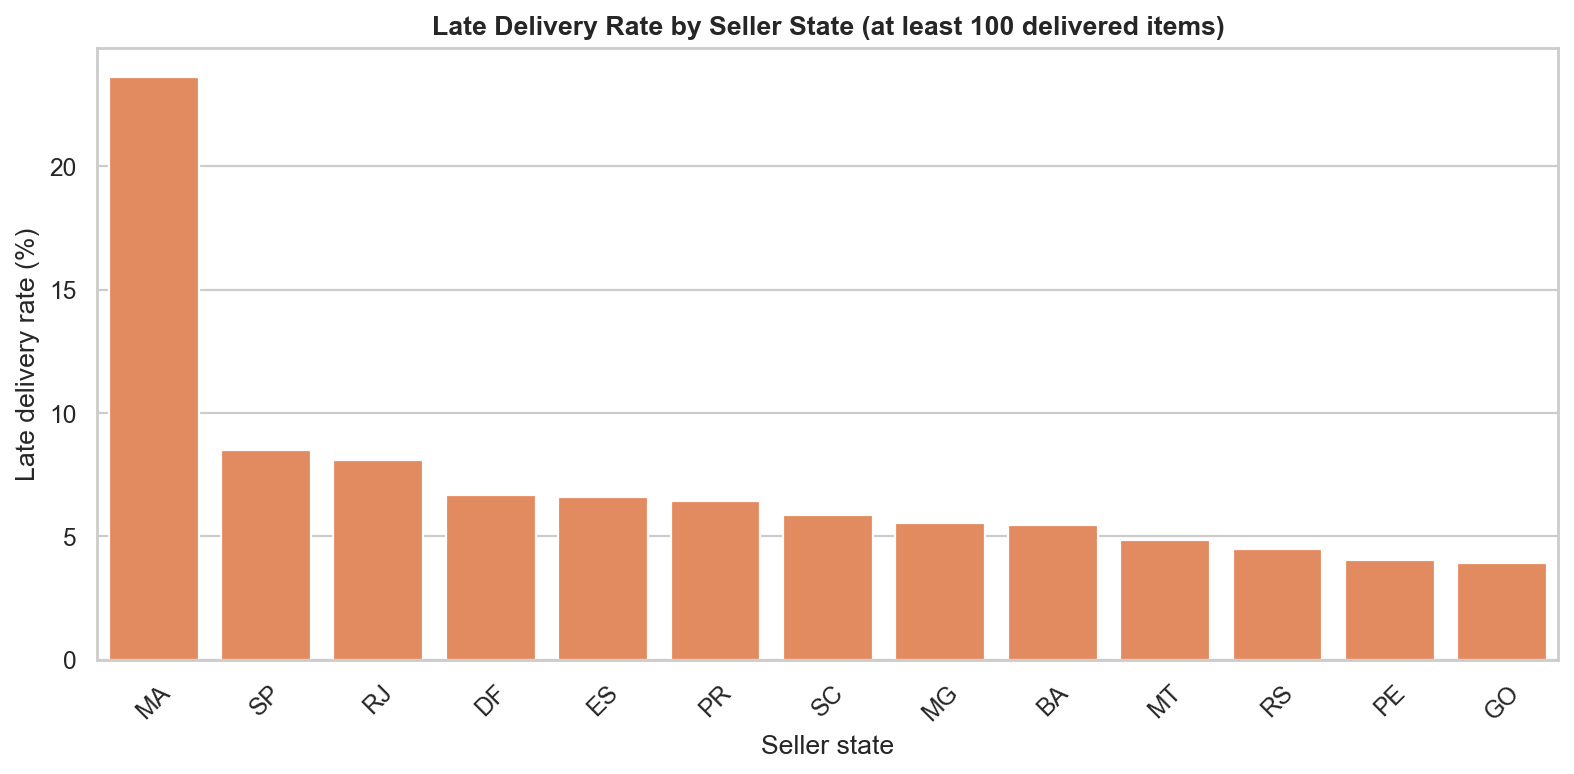 Late Delivery Rate by Seller State (at least 100 delivered items)
Late delivery rate (%)
20
15
10
5
0
MA SP RJ DF ES PR SC MG BA MT RS PE GO
Seller state